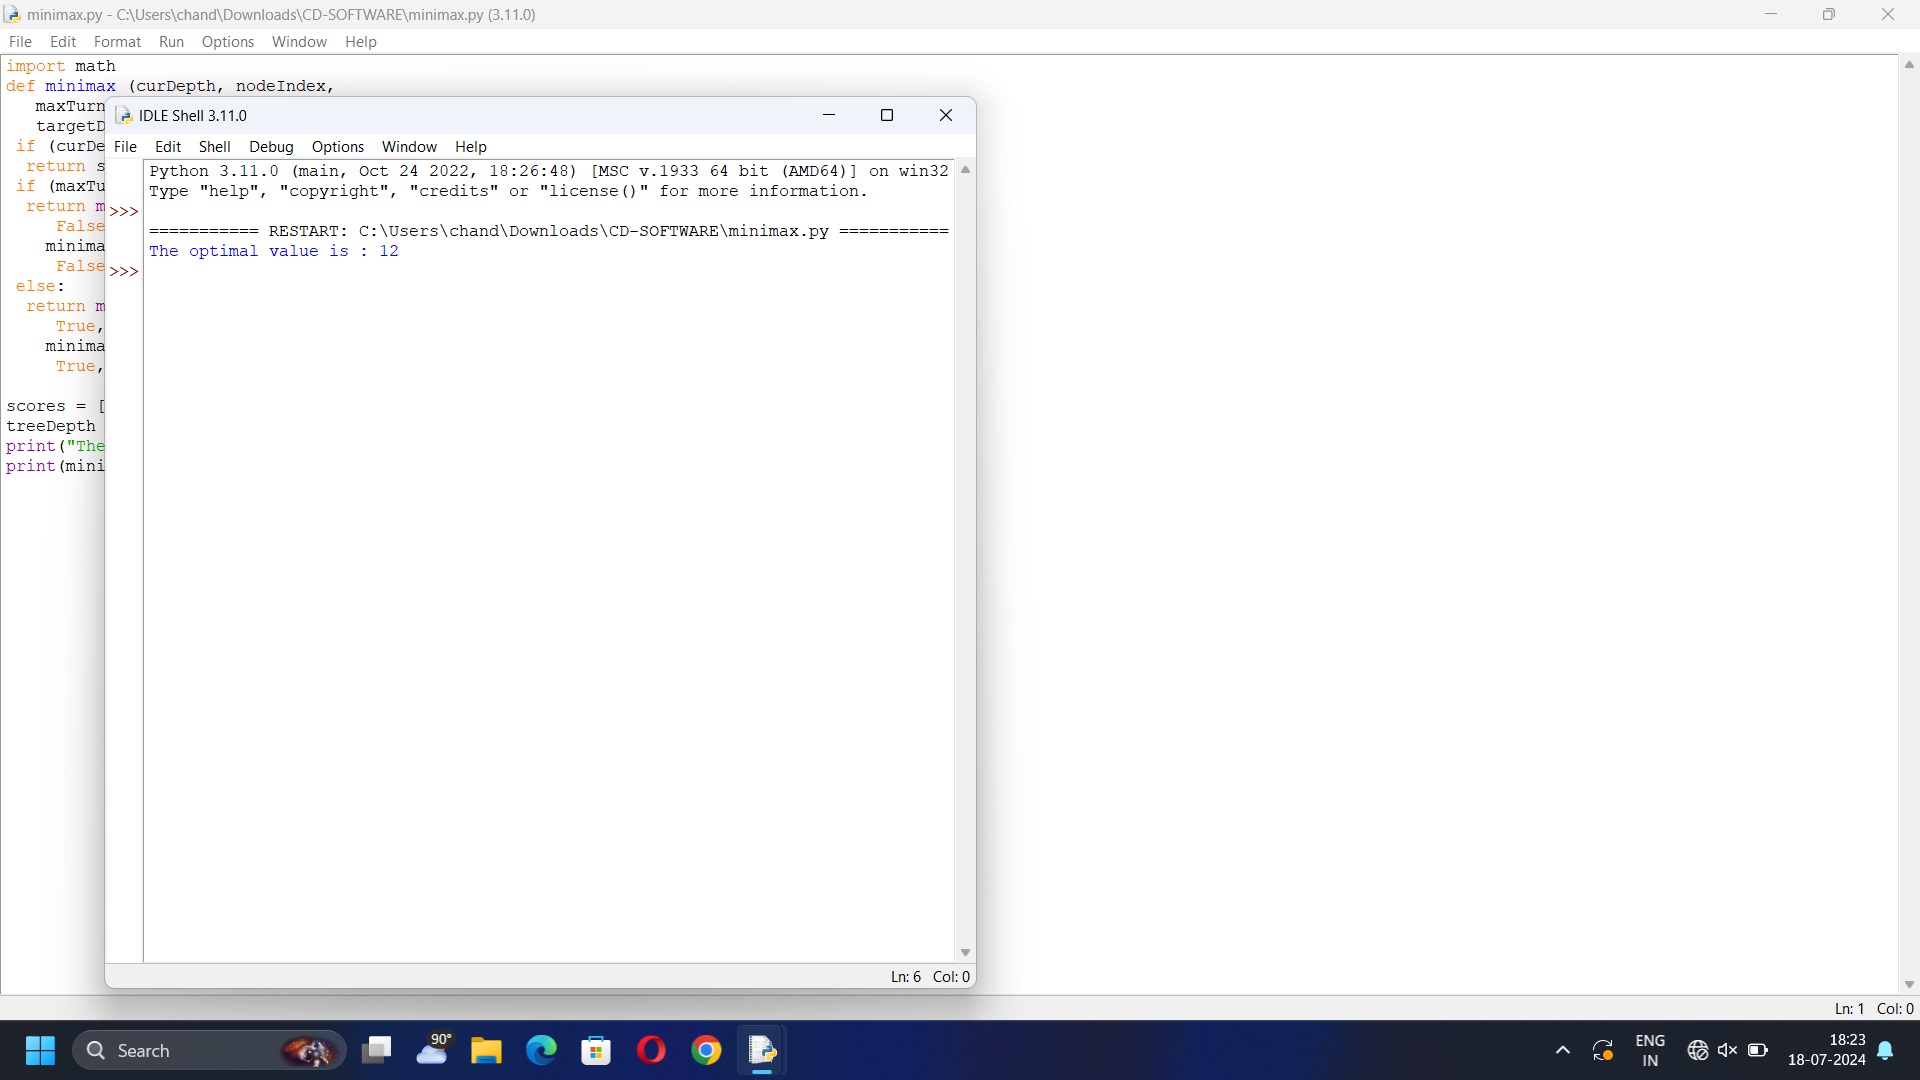 minimax.py - C:\Users\chand\Downloads\CD-SOFTWARE\minimax.py (3.11.0)
File Edit Format Run Options Window Help
import math
def minimax (curDepth, nodeIndex,
maxTurn
targetD
if (curDe
return s
if (maxTu
return m
False
minima
False
else:
return m
True,
minima
True,
scores = [
treeDepth
print("The
print(mini
IDLE Shell 3.11.0
File Edit Shell Debug Options Window Help
Python 3.11.0 (main, Oct 24 2022, 18:26:48) [MSC v.1933 64 bit (AMD64)] on win32
Type "help", "copyright", "credits" or "license()" for more information.
>>>
=========== RESTART: C:\Users\chand\Downloads\CD-SOFTWARE\minimax.py ===========
The optimal value is : 12
>>>
Ln: 6 Col: 0
Ln: 1 Col: 0
Search
90°
ENG
IN
18:23
18-07-2024